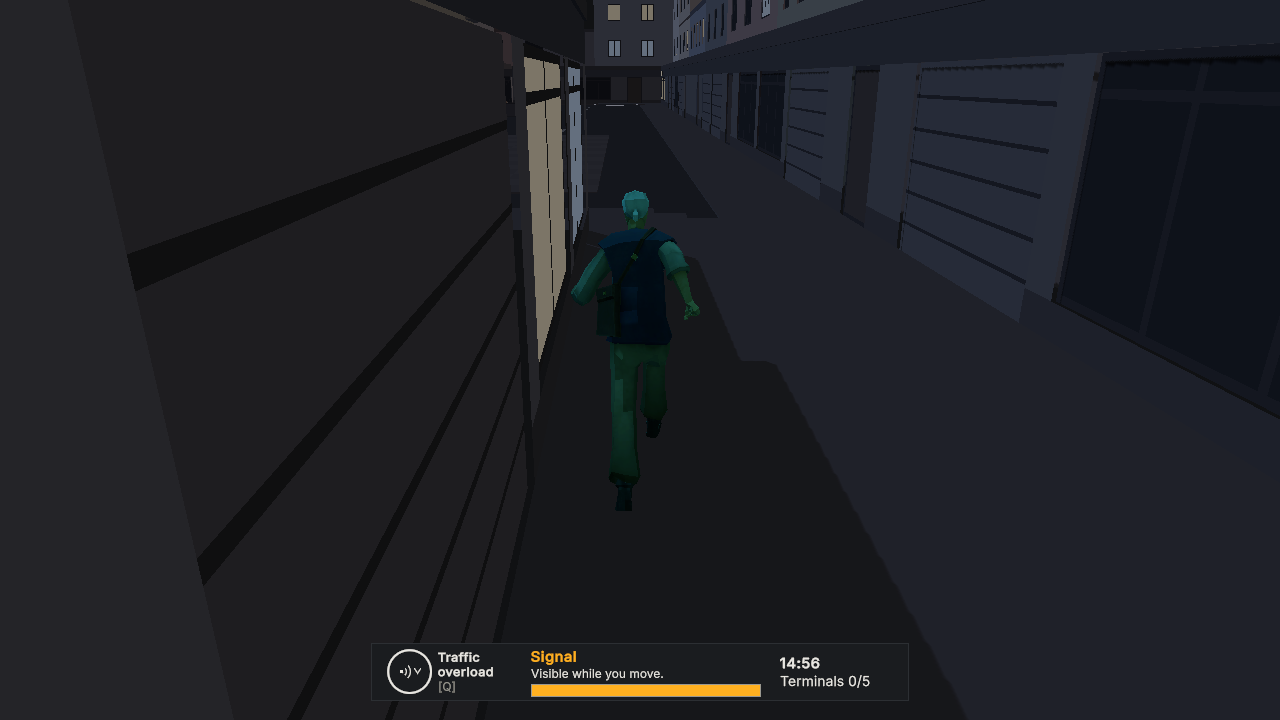 Traffic
overload
[Q]
Signal
Visible while you move.
14:56
Terminals 0/5